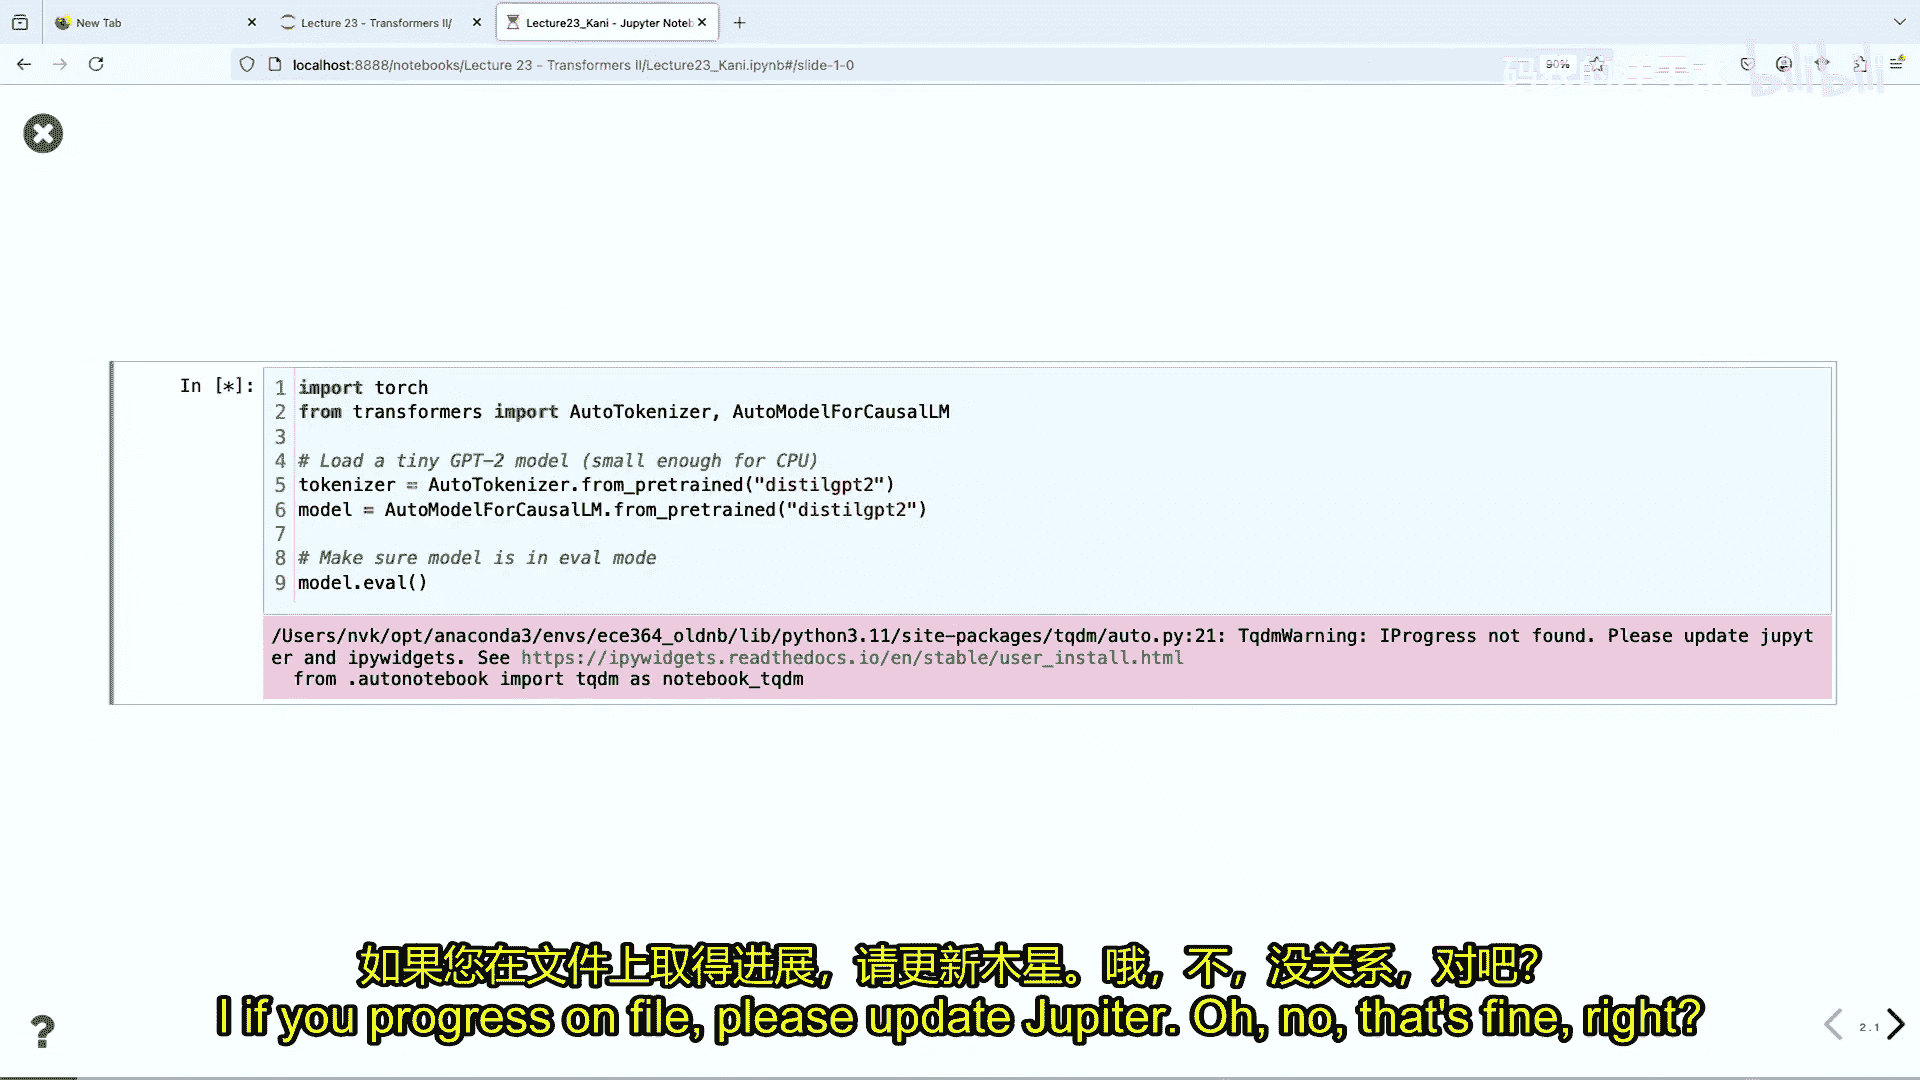 New Tab
Lecture 23 - Transformers II/
Lecture23_Kani - Jupyter Noteb
localhost:8888/notebooks/Lecture 23 - Transformers II/Lecture23_Kani.ipynb#/slide-1-0
90%
bilibili
In [*]:
1 import torch
2 from transformers import AutoTokenizer, AutoModelForCausalLM
3
4 # Load a tiny GPT-2 model (small enough for CPU)
5 tokenizer = AutoTokenizer.from_pretrained("distilgpt2")
6 model = AutoModelForCausalLM.from_pretrained("distilgpt2")
7
8 # Make sure model is in eval mode
9 model.eval()
/Users/nvk/opt/anaconda3/envs/ece364_oldnb/lib/python3.11/site-packages/tqdm/auto.py:21: TqdmWarning: IProgress not found. Please update jupyt
er and ipywidgets. See https://ipywidgets.readthedocs.io/en/stable/user_install.html
from .autonotebook import tqdm as notebook_tqdm
如果您在文件上取得进展，请更新木星。哦，不，没关系，对吧？
I if you progress on file, please update Jupiter. Oh, no, that's fine, right?
?
2.1